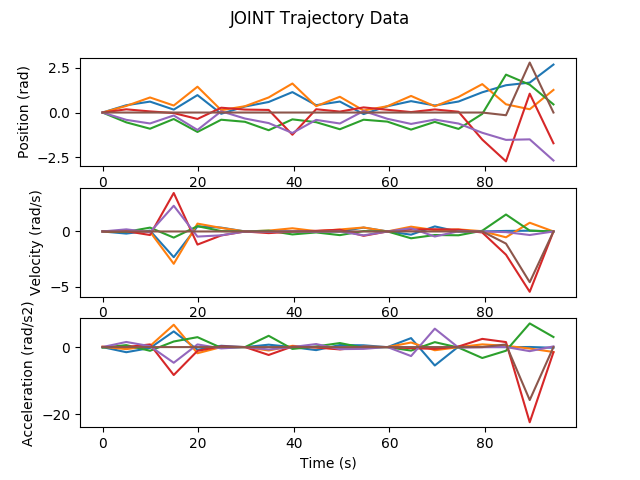 JOINT Trajectory Data
Position (rad)
2.5
0.0
−2.5
0 20 40 60 80
Velocity (rad/s)
0
−5
0 20 40 60 80
Acceleration (rad/s2)
0
−20
0 20 40 60 80
Time (s)